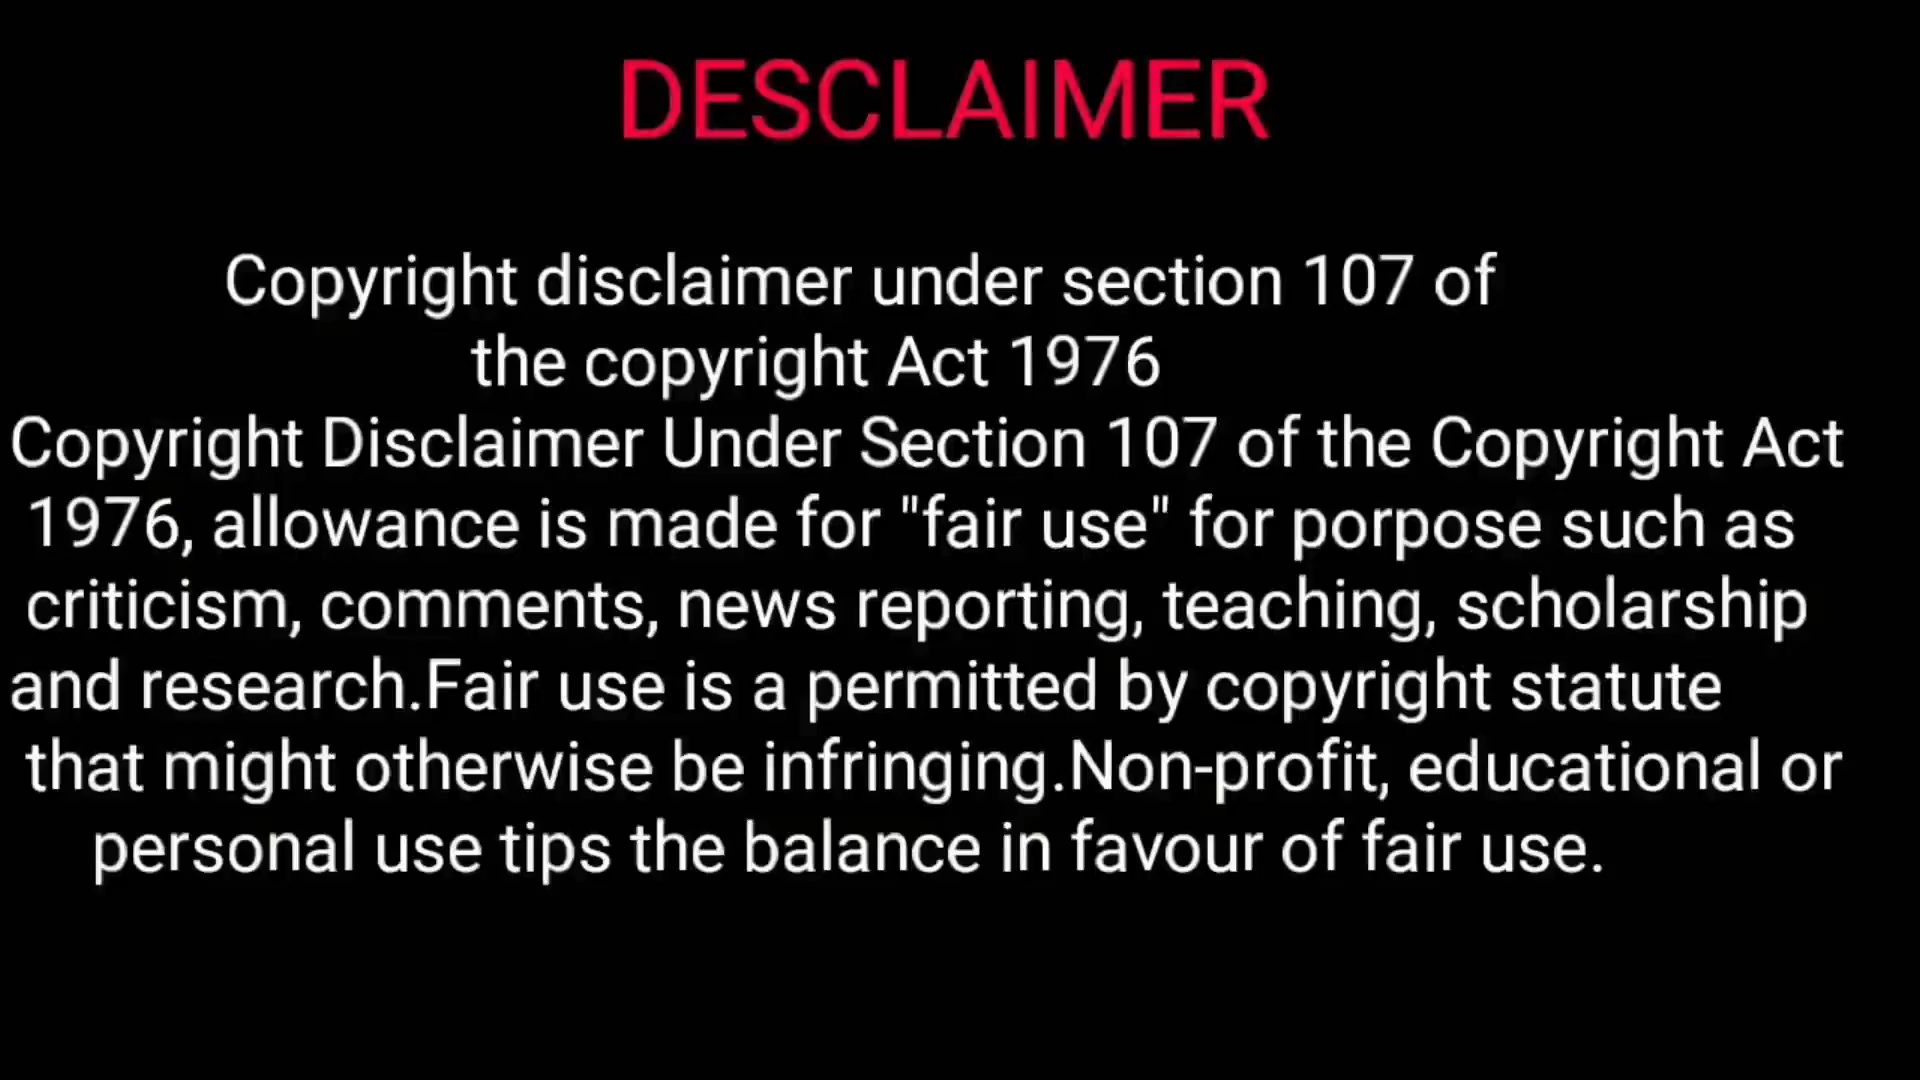 DESCLAIMER
Copyright disclaimer under section 107 of
the copyright Act 1976
Copyright Disclaimer Under Section 107 of the Copyright Act
1976, allowance is made for "fair use" for porpose such as
criticism, comments, news reporting, teaching, scholarship
and research.Fair use is a permitted by copyright statute
that might otherwise be infringing.Non-profit, educational or
personal use tips the balance in favour of fair use.